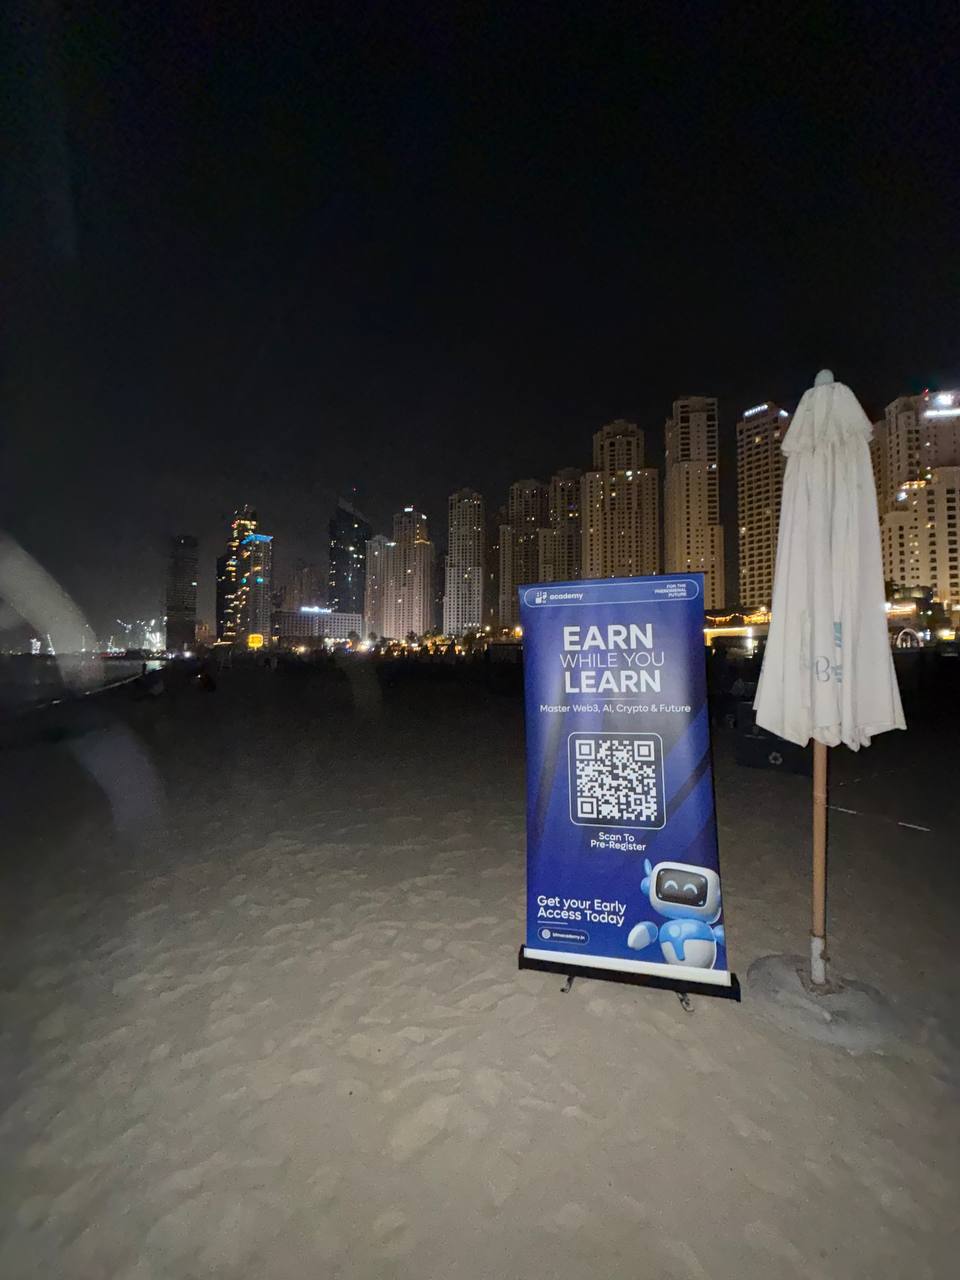 academy
FOR THE
PHENOMENAL
FUTURE
EARN
WHILE YOU
LEARN
Master Web3, AI, Crypto & Future
Scan To
Pre-Register
Get your Early
Access Today